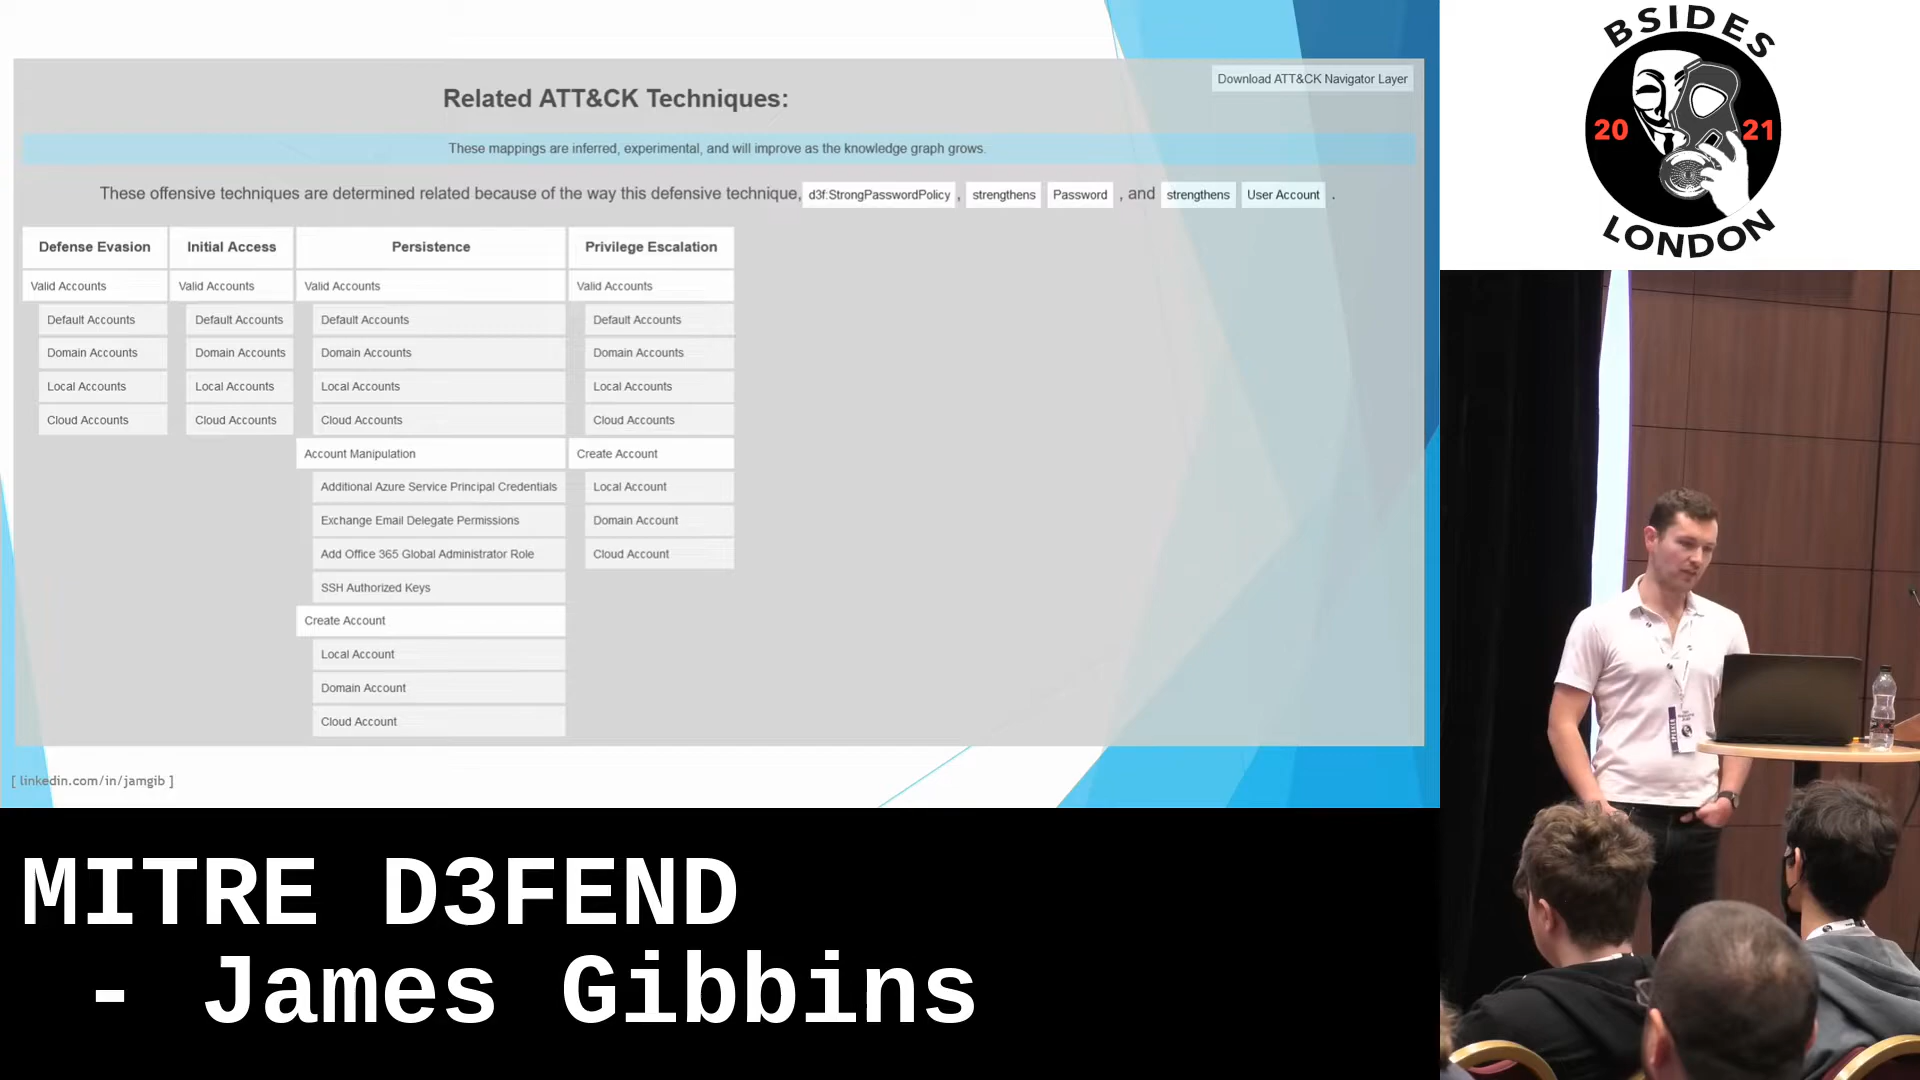 Download ATT&CK Navigator Layer
Related ATT&CK Techniques:
These mappings are inferred, experimental, and will improve as the knowledge graph grows.
These offensive techniques are determined related because of the way this defensive technique, d3f:StrongPasswordPolicy , strengthens Password , and strengthens User Account .
Defense Evasion Initial Access Persistence Privilege Escalation
Valid Accounts Valid Accounts Valid Accounts Valid Accounts
Default Accounts Default Accounts Default Accounts Default Accounts
Domain Accounts Domain Accounts Domain Accounts Domain Accounts
Local Accounts Local Accounts Local Accounts Local Accounts
Cloud Accounts Cloud Accounts Cloud Accounts Cloud Accounts
Account Manipulation Create Account
Additional Azure Service Principal Credentials Local Account
Exchange Email Delegate Permissions Domain Account
Add Office 365 Global Administrator Role Cloud Account
SSH Authorized Keys
Create Account
Local Account
Domain Account
Cloud Account
[ linkedin.com/in/jamgib ]
MITRE D3FEND
- James Gibbins
BSIDES
20 21
LONDON
SPEAKER